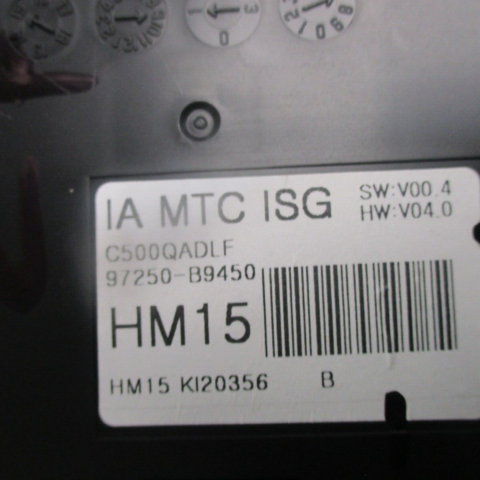 IA MTC ISG
SW:V00.4
HW:V04.0
C500QADLF
97250-B9450
HM15
HM15 KI20356 B